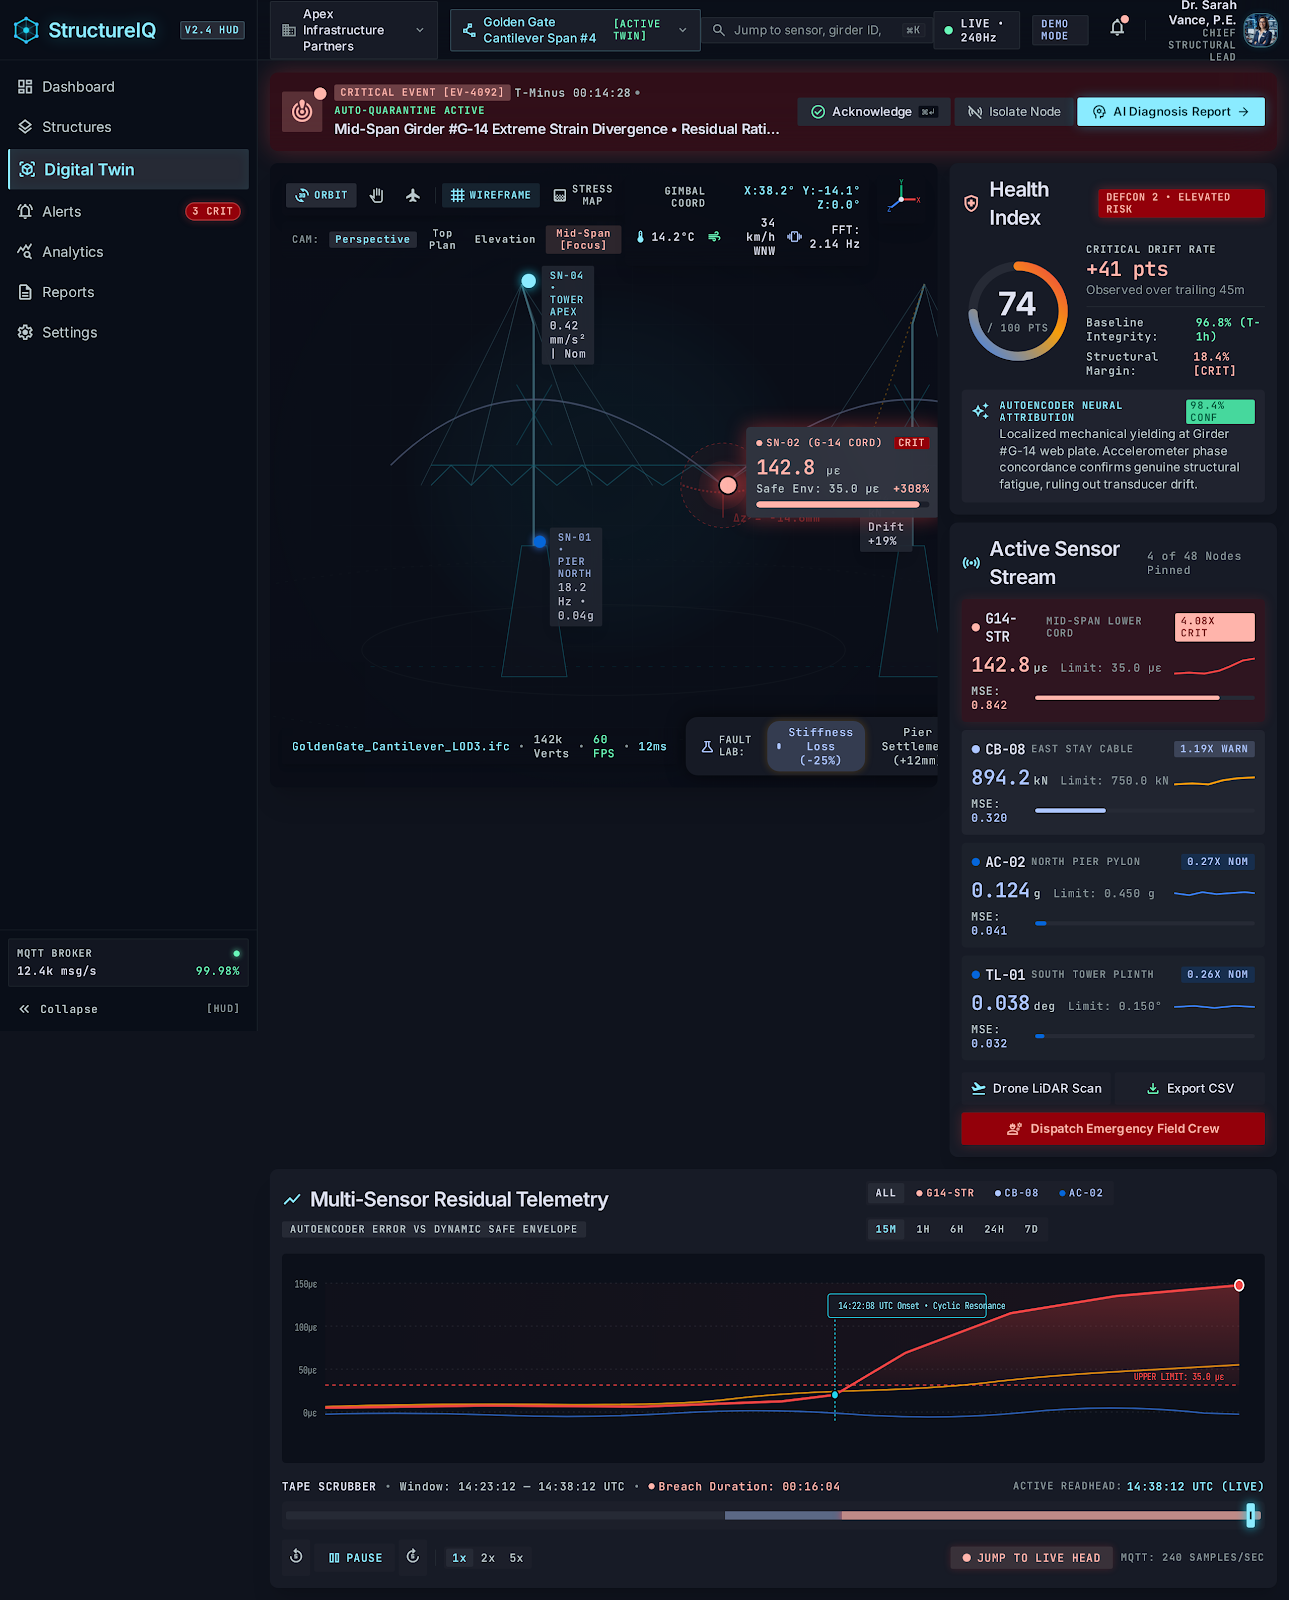 StructureIQ
V2.4 HUD
Apex
Infrastructure
Partners
Golden Gate
Cantilever Span #4
[ACTIVE
TWIN]
Jump to sensor, girder ID,
⌘K
LIVE •
240Hz
DEMO
MODE
Dr. Sarah
Vance, P.E.
CHIEF
STRUCTURAL
LEAD
Dashboard
Structures
Digital Twin
Alerts
3 CRIT
Analytics
Reports
Settings
MQTT BROKER
12.4k msg/s
99.98%
Collapse
[HUD]
CRITICAL EVENT [EV-4092]
T-Minus 00:14:28 •
AUTO-QUARANTINE ACTIVE
Mid-Span Girder #G-14 Extreme Strain Divergence • Residual Rati...
Acknowledge
⌘↵
Isolate Node
AI Diagnosis Report →
ORBIT
WIREFRAME
STRESS
MAP
GIMBAL
COORD
X:38.2° Y:-14.1°
Z:0.0°
Y
X
Z
CAM:
Perspective
Top
Plan
Elevation
Mid-Span
[Focus]
14.2°C
34
km/h
WNW
FFT:
2.14 Hz
SN-04
•
TOWER
APEX
0.42
mm/s²
| Nom
SN-02 (G-14 CORD)
CRIT
142.8 µε
Safe Env: 35.0 µε
+308%
Drift
+19%
SN-01
•
PIER
NORTH
18.2
Hz •
0.04g
GoldenGate_Cantilever_LOD3.ifc
•
142k
Verts
•
60
FPS
•
12ms
FAULT
LAB:
Stiffness
Loss
(-25%)
Pier
Settleme
(+12mm
Health
Index
DEFCON 2 • ELEVATED
RISK
74
/ 100 PTS
CRITICAL DRIFT RATE
+41 pts
Observed over trailing 45m
Baseline
Integrity:
96.8% (T-
1h)
Structural
Margin:
18.4%
[CRIT]
AUTOENCODER NEURAL
ATTRIBUTION
98.4%
CONF
Localized mechanical yielding at Girder
#G-14 web plate. Accelerometer phase
concordance confirms genuine structural
fatigue, ruling out transducer drift.
Active Sensor
Stream
4 of 48 Nodes
Pinned
G14-
STR
MID-SPAN LOWER
CORD
4.08X
CRIT
142.8 µε
Limit: 35.0 µε
MSE:
0.842
CB-08
EAST STAY CABLE
1.19X WARN
894.2 kN
Limit: 750.0 kN
MSE:
0.320
AC-02
NORTH PIER PYLON
0.27X NOM
0.124 g
Limit: 0.450 g
MSE:
0.041
TL-01
SOUTH TOWER PLINTH
0.26X NOM
0.038 deg
Limit: 0.150°
MSE:
0.032
Drone LiDAR Scan
Export CSV
Dispatch Emergency Field Crew
Multi-Sensor Residual Telemetry
AUTOENCODER ERROR VS DYNAMIC SAFE ENVELOPE
ALL
G14-STR
CB-08
AC-02
15M
1H
6H
24H
7D
150µε
100µε
50µε
0µε
14:22:08 UTC Onset • Cyclic Resonance
UPPER LIMIT: 35.0 µε
TAPE SCRUBBER
•
Window: 14:23:12 — 14:38:12 UTC
•
Breach Duration: 00:16:04
ACTIVE READHEAD:
14:38:12 UTC (LIVE)
PAUSE
1x
2x
5x
JUMP TO LIVE HEAD
MQTT: 240 SAMPLES/SEC